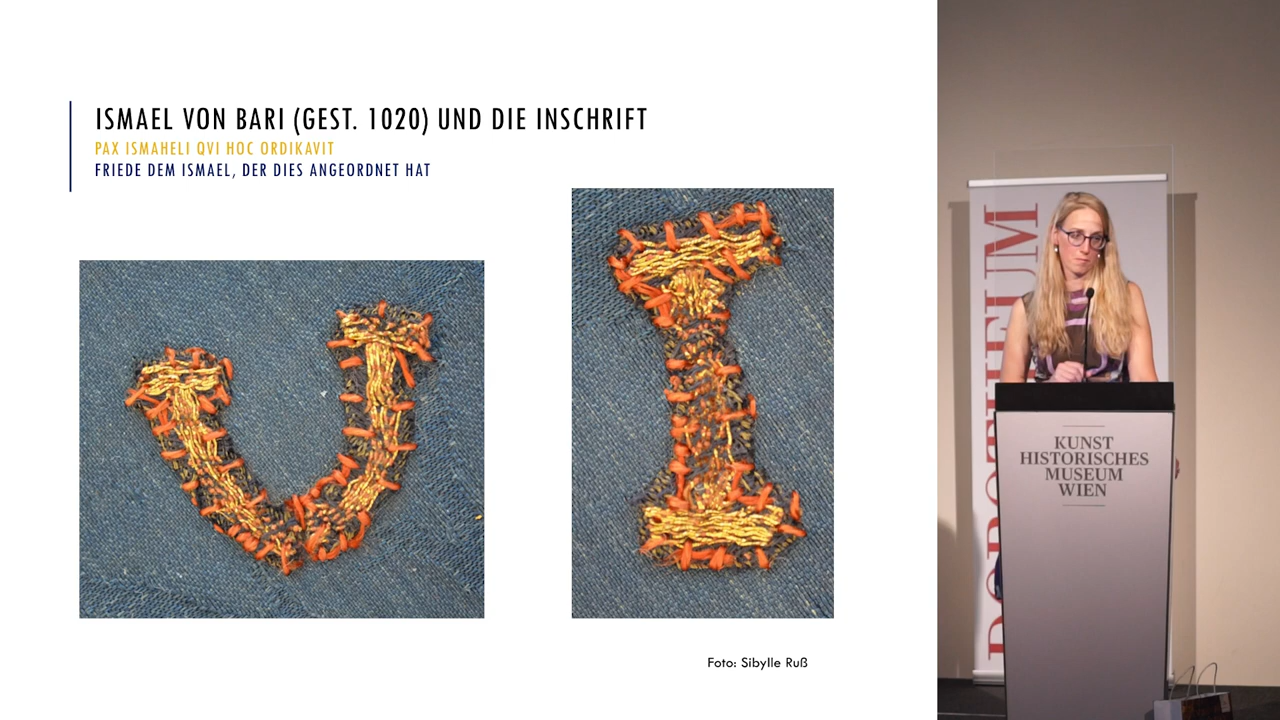 ISMAEL VON BARI (GEST. 1020) UND DIE INSCHRIFT
PAX ISMAHELI QVI HOC ORDIKAVIT
FRIEDE DEM ISMAEL, DER DIES ANGEORDNET HAT
V
I
Foto: Sibylle Ruß
DOROTHEUM
KUNST
HISTORISCHES
MUSEUM
WIEN